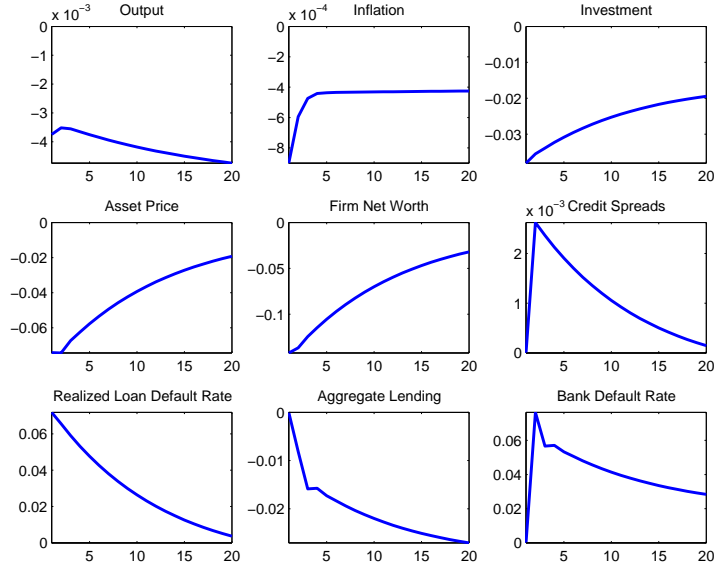 Output
x 10⁻³
0
−1
−2
−3
−4
5 10 15 20
Inflation
x 10⁻⁴
0
−2
−4
−6
−8
5 10 15 20
Investment
0
−0.01
−0.02
−0.03
5 10 15 20
Asset Price
0
−0.02
−0.04
−0.06
5 10 15 20
Firm Net Worth
0
−0.05
−0.1
5 10 15 20
Credit Spreads
x 10⁻³
2
1
0
5 10 15 20
Realized Loan Default Rate
0.06
0.04
0.02
0
5 10 15 20
Aggregate Lending
0
−0.01
−0.02
5 10 15 20
Bank Default Rate
0.06
0.04
0.02
0
5 10 15 20